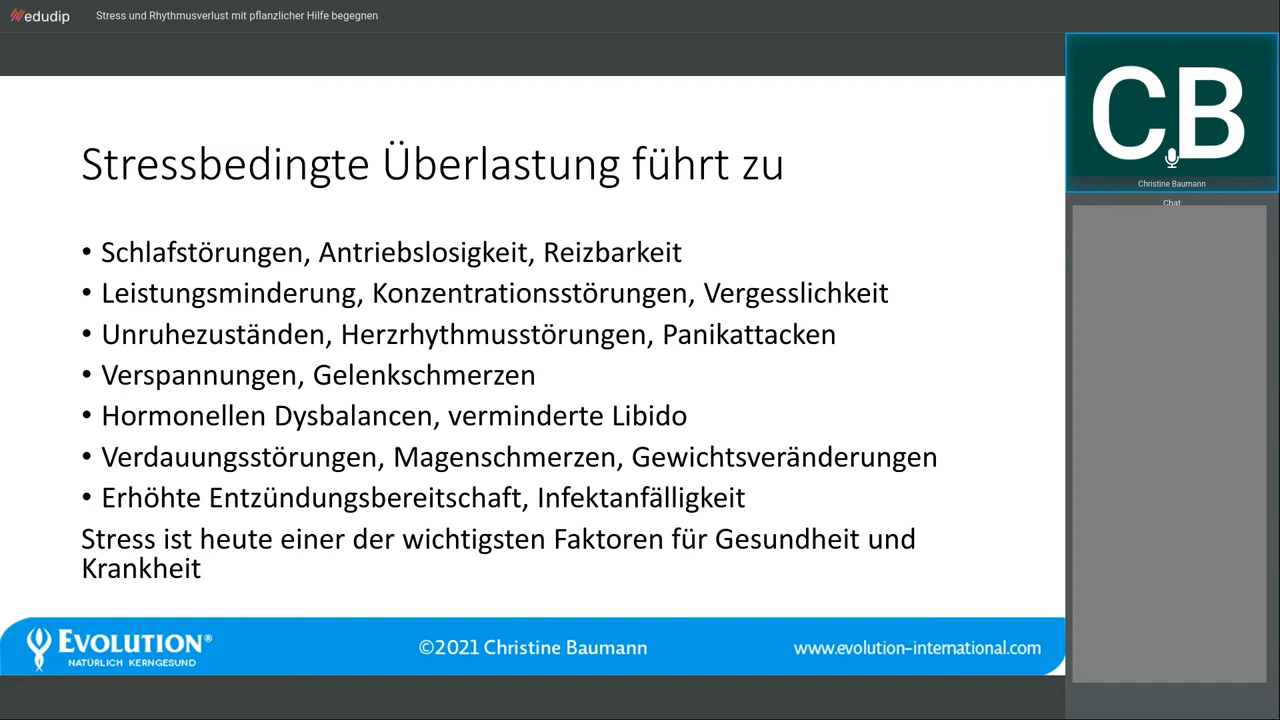 edudip
Stress und Rhythmusverlust mit pflanzlicher Hilfe begegnen
CB
Christine Baumann
Chat
Stressbedingte Überlastung führt zu
• Schlafstörungen, Antriebslosigkeit, Reizbarkeit
• Leistungsminderung, Konzentrationsstörungen, Vergesslichkeit
• Unruhezuständen, Herzrhythmusstörungen, Panikattacken
• Verspannungen, Gelenkschmerzen
• Hormonellen Dysbalancen, verminderte Libido
• Verdauungsstörungen, Magenschmerzen, Gewichtsveränderungen
• Erhöhte Entzündungsbereitschaft, Infektanfälligkeit
Stress ist heute einer der wichtigsten Faktoren für Gesundheit und
Krankheit
EVOLUTION®
NATÜRLICH KERNGESUND
©2021 Christine Baumann
www.evolution-international.com